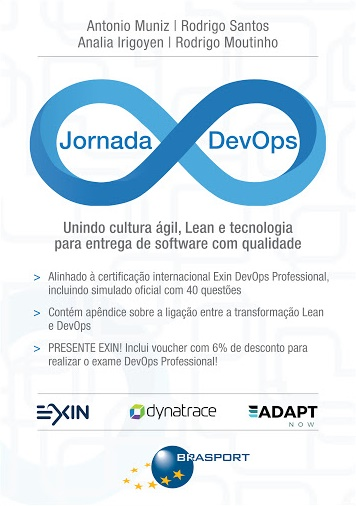 Antonio Muniz | Rodrigo Santos
Analia Irigoyen | Rodrigo Moutinho
Jornada DevOps
Unindo cultura ágil, Lean e tecnologia
para entrega de software com qualidade
> Alinhado à certificação internacional Exin DevOps Professional,
incluindo simulado oficial com 40 questões
> Contém apêndice sobre a ligação entre a transformação Lean
e DevOps
> PRESENTE EXIN! Inclui voucher com 6% de desconto para
realizar o exame DevOps Professional!
EXIN dynatrace ADAPT
NOW
BRASPORT